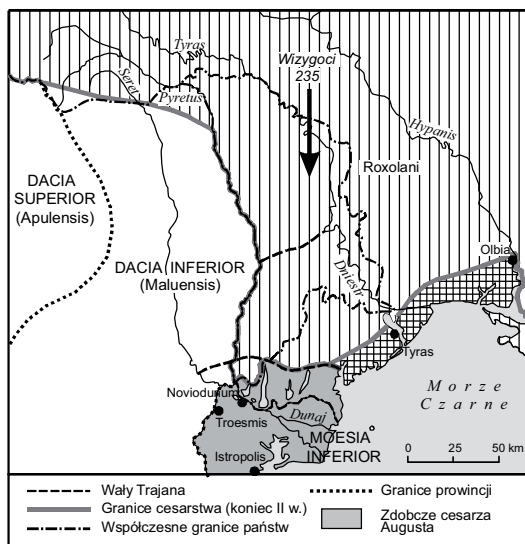 Tyras
Wizygoci
235
Seret
Pyretus
Hypanis
Roxolani
DACIA
SUPERIOR
(Apulensis)
Olbia
DACIA INFERIOR
(Maluensis)
Dniestr
Tyras
Noviodunum
Morze
Czarne
Dunaj
Troesmis
MOESIA
INFERIOR
Istropolis
0 25 50 km
Wały Trajana
Granice cesarstwa (koniec II w.)
Współczesne granice państw
Granice prowincji
Zdobcze cesarza
Augusta